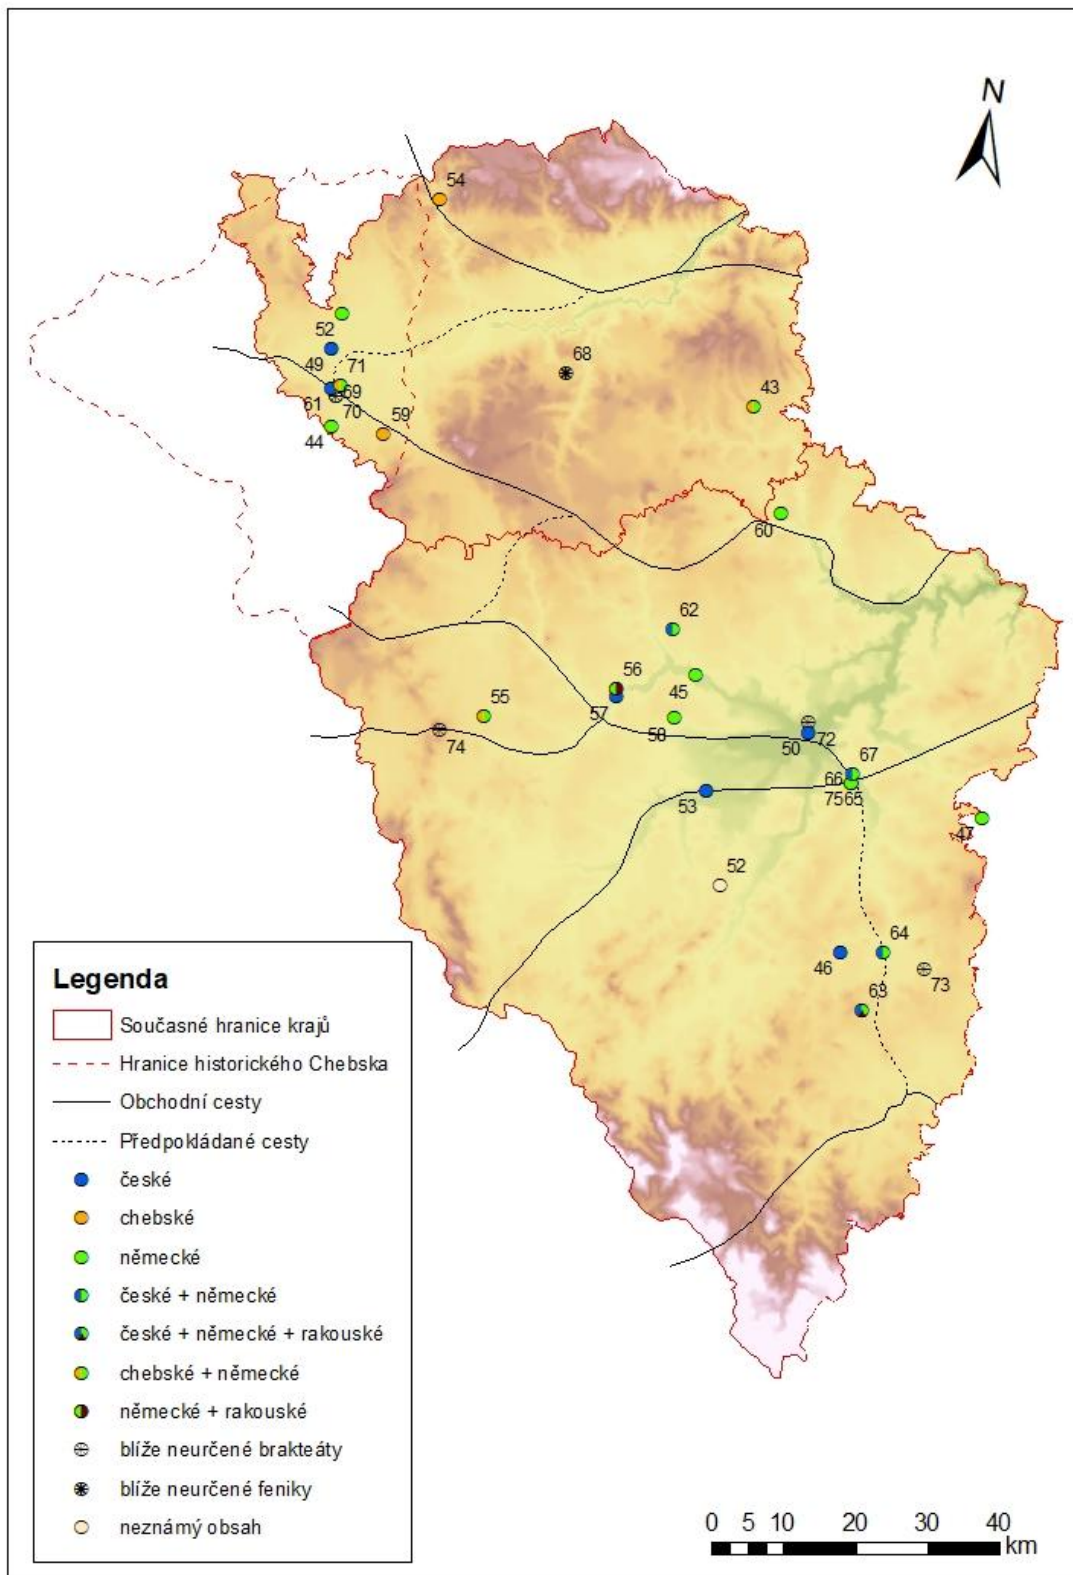 N
54
52
49
71
68
43
69
61
70
59
44
60
62
56
45
55
57
58
74
72
50
67
66
53
7565
47
52
64
46
73
63
Legenda
Současné hranice krajů
Hranice historického Chebska
Obchodní cesty
Předpokládané cesty
české
chebské
německé
české + německé
české + německé + rakouské
chebské + německé
německé + rakouské
blíže neurčené brakteáty
blíže neurčené feniky
neznámý obsah
0 5 10 20 30 40
km